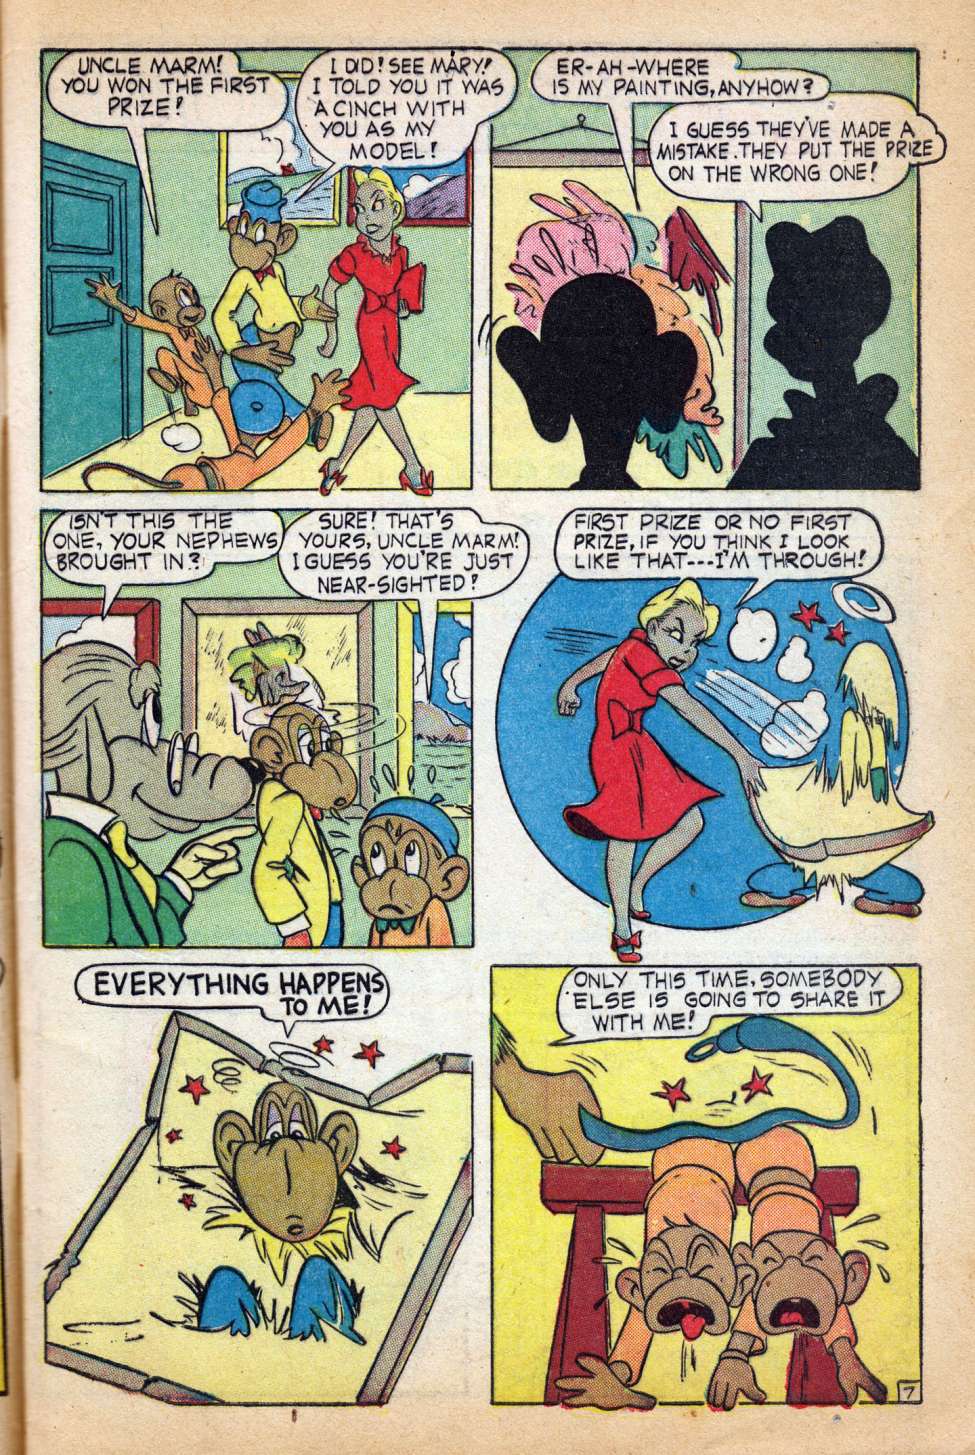 UNCLE MARM!
YOU WON THE FIRST
PRIZE!
I DID! SEE MARY!
I TOLD YOU IT WAS
A CINCH WITH
YOU AS MY
MODEL!
ER-AH-WHERE
IS MY PAINTING, ANYHOW?
I GUESS THEY'VE MADE A
MISTAKE. THEY PUT THE PRIZE
ON THE WRONG ONE!
ISN'T THIS THE
ONE, YOUR NEPHEWS
BROUGHT IN?
SURE! THAT'S
YOURS, UNCLE MARM!
I GUESS YOU'RE JUST
NEAR-SIGHTED!
FIRST PRIZE OR NO FIRST
PRIZE, IF YOU THINK I LOOK
LIKE THAT---I'M THROUGH!
EVERYTHING HAPPENS
TO ME!
ONLY THIS TIME, SOMEBODY
ELSE IS GOING TO SHARE IT
WITH ME!
7